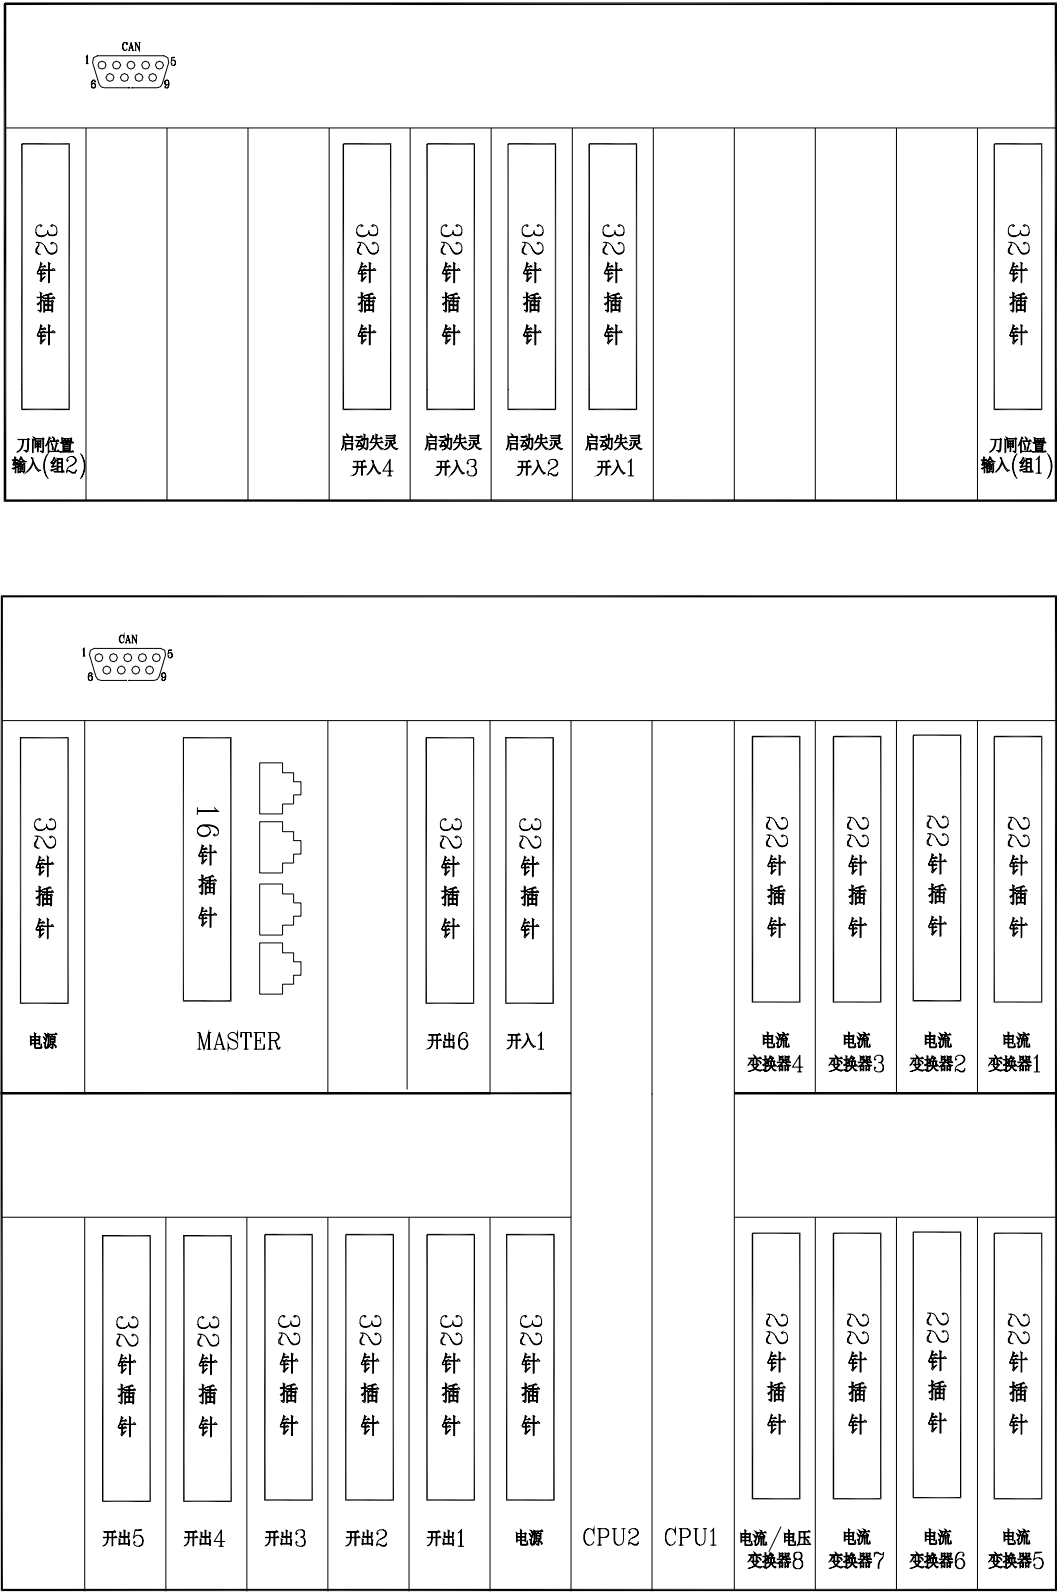 CAN
1 5
6 9
32针插针 32针插针 32针插针 32针插针 32针插针 32针插针
刀闸位置 启动失灵 启动失灵 启动失灵 启动失灵 刀闸位置
输入(组2) 开入4 开入3 开入2 开入1 输入(组1)
CAN
1 5
6 9
32针插针 16针插针 32针插针 32针插针 22针插针 22针插针 22针插针 22针插针
电源 MASTER 开出6 开入1 电流 电流 电流 电流
变换器4 变换器3 变换器2 变换器1
32针插针 32针插针 32针插针 32针插针 32针插针 32针插针 22针插针 22针插针 22针插针 22针插针
开出5 开出4 开出3 开出2 开出1 电源 CPU2 CPU1 电流/电压 电流 电流 电流
变换器8 变换器7 变换器6 变换器5